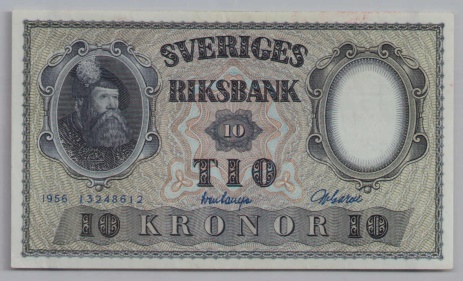 SVERIGES
RIKSBANK
10
TIO
1956 13248612
10 KRONOR 10